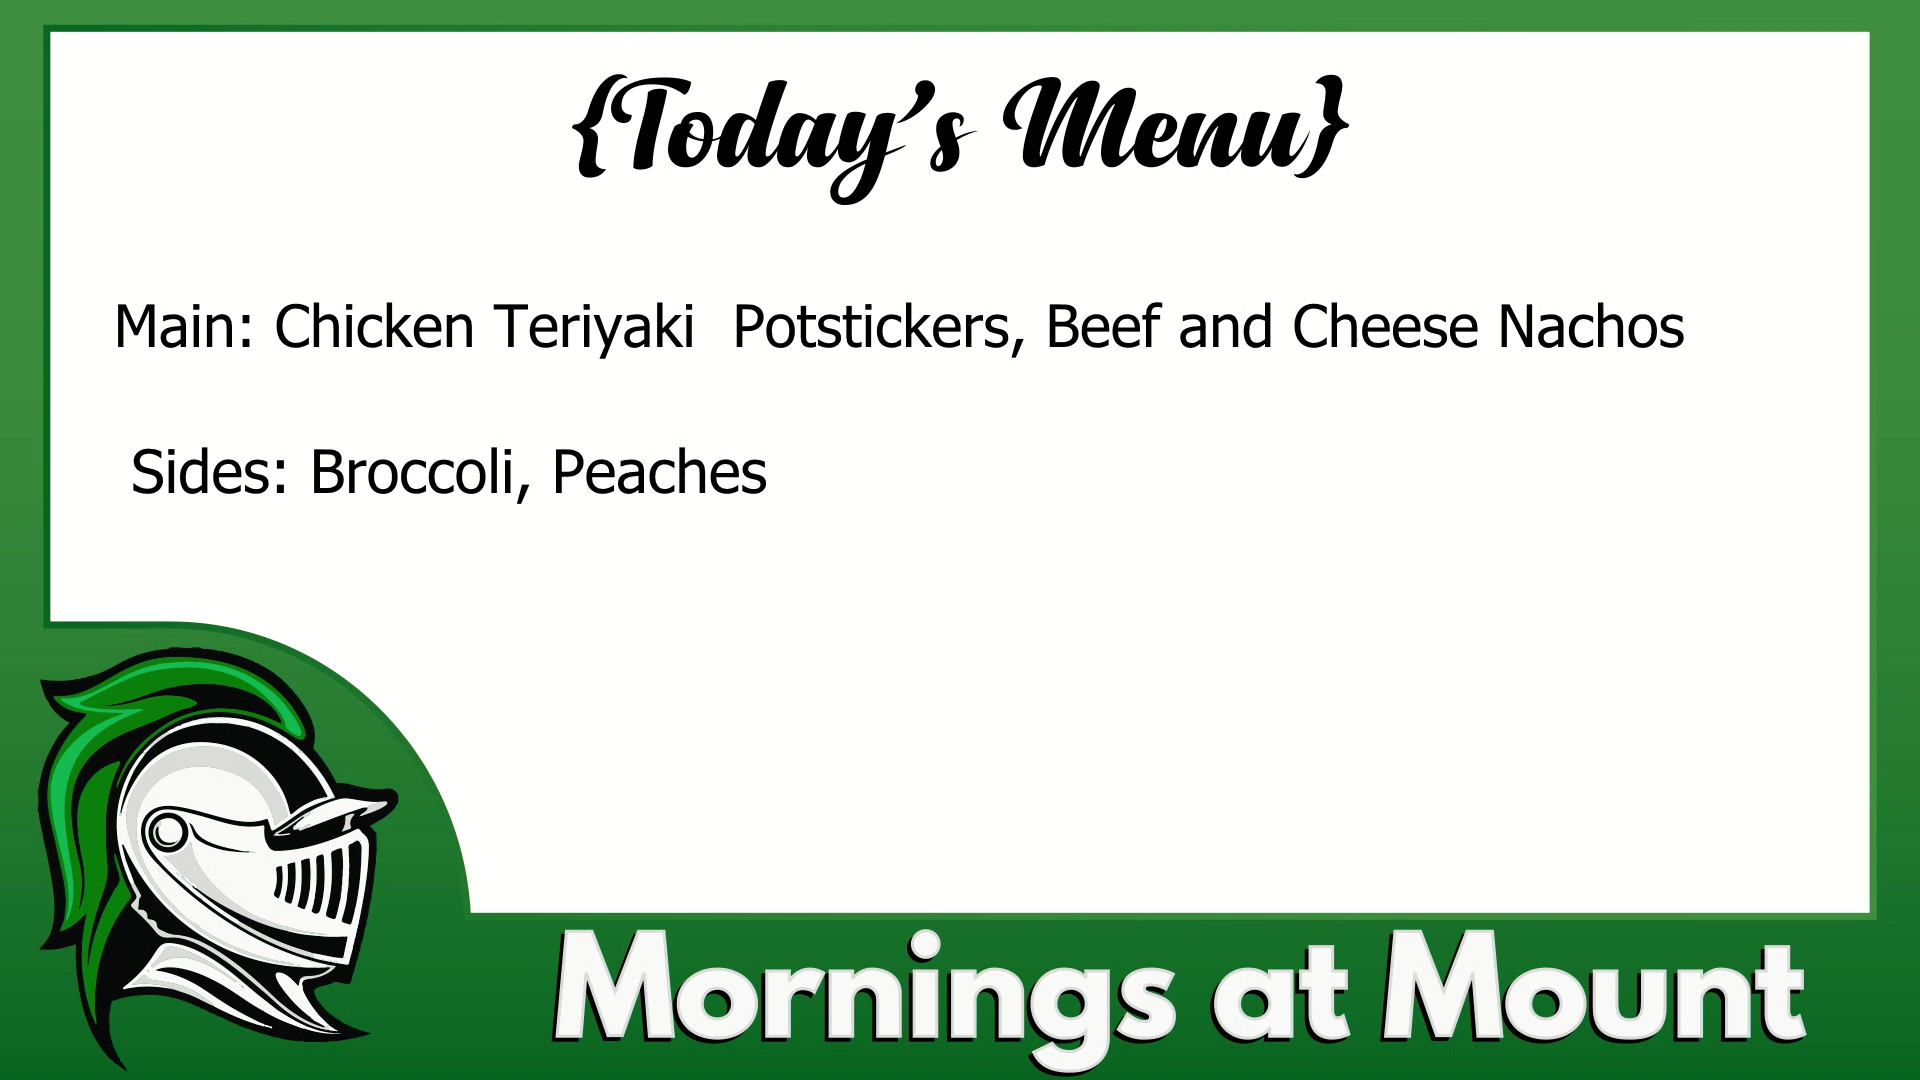 {Today's Menu}
Main: Chicken Teriyaki  Potstickers, Beef and Cheese Nachos
Sides: Broccoli, Peaches
Mornings at Mount